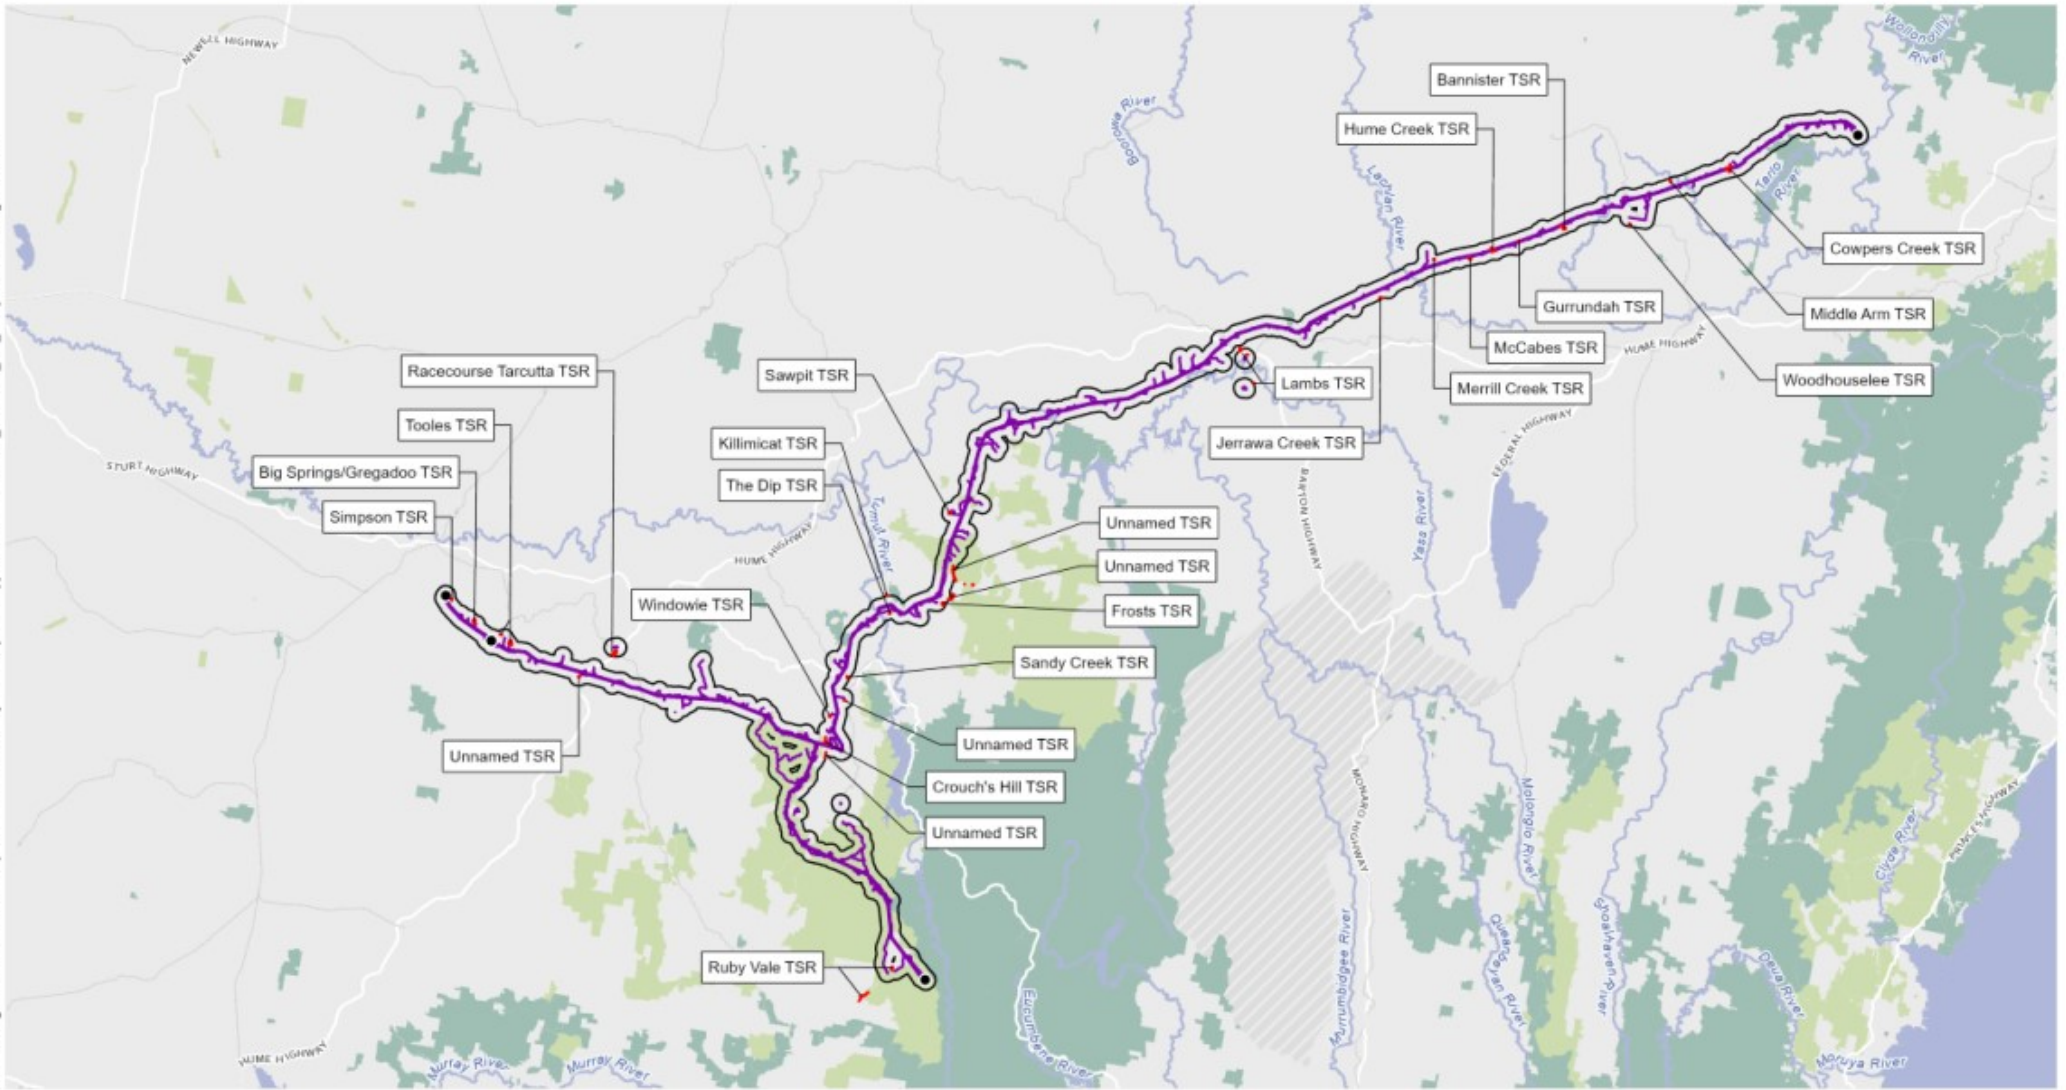 Wollondilly
River
NEWELL HIGHWAY
Bannister TSR
Boorowa River
Hume Creek TSR
Lachlan River
Tarlo
River
Cowpers Creek TSR
Gurrundah TSR
Middle Arm TSR
McCabes TSR
HUME HIGHWAY
Racecourse Tarcutta TSR
Sawpit TSR
Lambs TSR
Merrill Creek TSR
Woodhouselee TSR
Tooles TSR
Killimicat TSR
Jerrawa Creek TSR
FEDERAL HIGHWAY
STURT HIGHWAY
Big Springs/Gregadoo TSR
The Dip TSR
BARTON HIGHWAY
Simpson TSR
Tumut River
Unnamed TSR
Yass River
HUME HIGHWAY
Unnamed TSR
Windowie TSR
Frosts TSR
Sandy Creek TSR
Unnamed TSR
Unnamed TSR
Crouch's Hill TSR
MONARO HIGHWAY
Molonglo River
PRINCES HIGHWAY
Unnamed TSR
Clyde River
Ruby Vale TSR
Murrumbidgee River
Queanbeyan River
Shoalhaven River
Deua River
Eucumbene River
HUME HIGHWAY
Murray River
Murray River
Moruya River